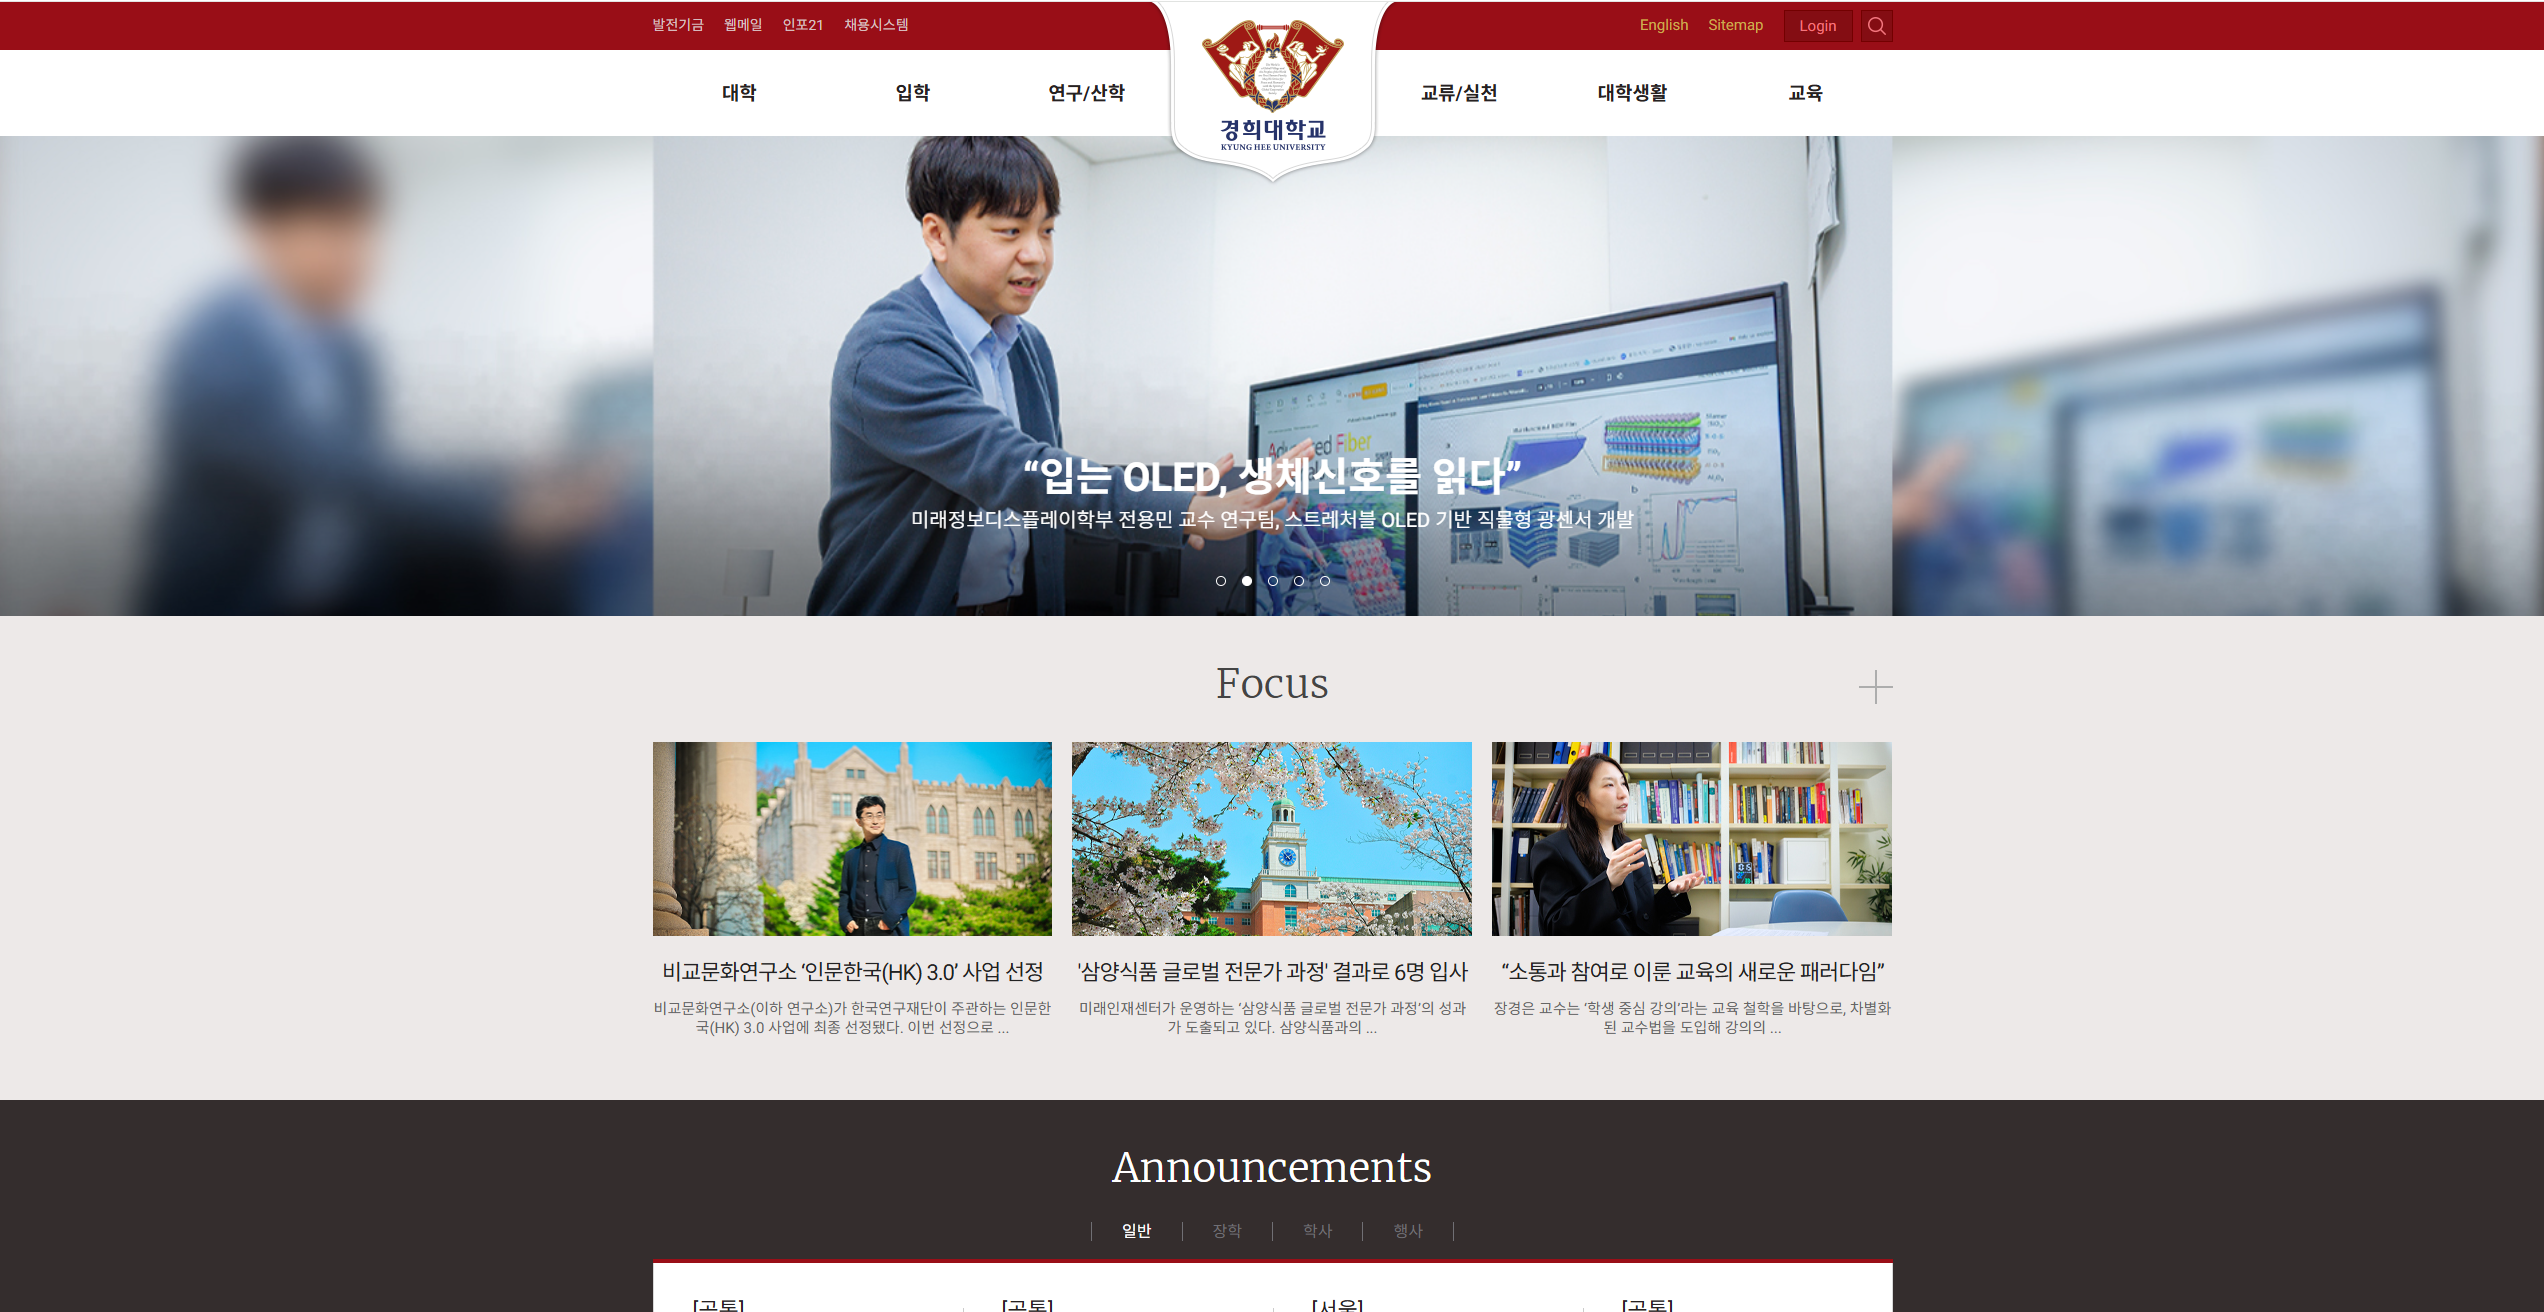 발전기금 웹메일 인포21 채용시스템
English Sitemap Login
대학 입학 연구/산학 교류/실천 대학생활 교육
경희대학교
KYUNG HEE UNIVERSITY
Advanced Fiber
“입는 OLED, 생체신호를 읽다”
미래정보디스플레이학부 전용민 교수 연구팀, 스트레처블 OLED 기반 직물형 광센서 개발
Focus
비교문화연구소 ‘인문한국(HK) 3.0’ 사업 선정
비교문화연구소(이하 연구소)가 한국연구재단이 주관하는 인문한
국(HK) 3.0 사업에 최종 선정됐다. 이번 선정으로 ...
'삼양식품 글로벌 전문가 과정' 결과로 6명 입사
미래인재센터가 운영하는 ‘삼양식품 글로벌 전문가 과정’의 성과
가 도출되고 있다. 삼양식품과의 ...
“소통과 참여로 이룬 교육의 새로운 패러다임”
장경은 교수는 ‘학생 중심 강의’라는 교육 철학을 바탕으로, 차별화
된 교수법을 도입해 강의의 ...
Announcements
일반 장학 학사 행사
[공통] [공통] [서울] [공통]